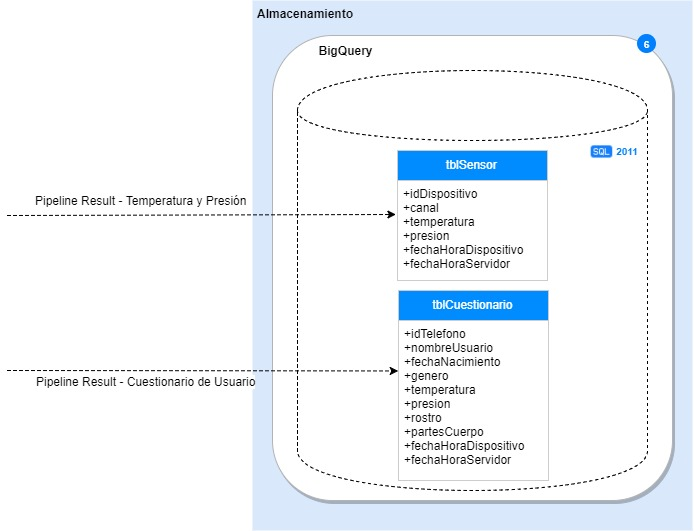 Almacenamiento
BigQuery
6
SQL 2011
tblSensor
+idDispositivo
+canal
+temperatura
+presion
+fechaHoraDispositivo
+fechaHoraServidor
Pipeline Result - Temperatura y Presión
tblCuestionario
+idTelefono
+nombreUsuario
+fechaNacimiento
+genero
+temperatura
+presion
+rostro
+partesCuerpo
+fechaHoraDispositivo
+fechaHoraServidor
Pipeline Result - Cuestionario de Usuario